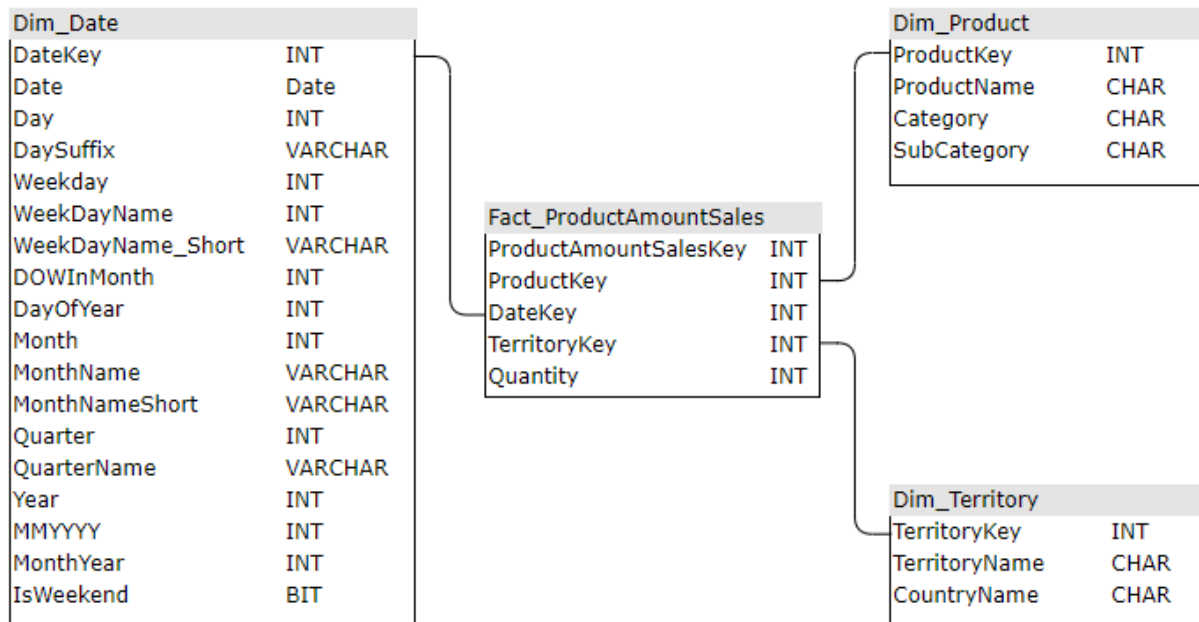 Dim_Date
DateKey INT
Date Date
Day INT
DaySuffix VARCHAR
Weekday INT
WeekDayName INT
WeekDayName_Short VARCHAR
DOWInMonth INT
DayOfYear INT
Month INT
MonthName VARCHAR
MonthNameShort VARCHAR
Quarter INT
QuarterName VARCHAR
Year INT
MMYYYY INT
MonthYear INT
IsWeekend BIT
Fact_ProductAmountSales
ProductAmountSalesKey INT
ProductKey INT
DateKey INT
TerritoryKey INT
Quantity INT
Dim_Product
ProductKey INT
ProductName CHAR
Category CHAR
SubCategory CHAR
Dim_Territory
TerritoryKey INT
TerritoryName CHAR
CountryName CHAR